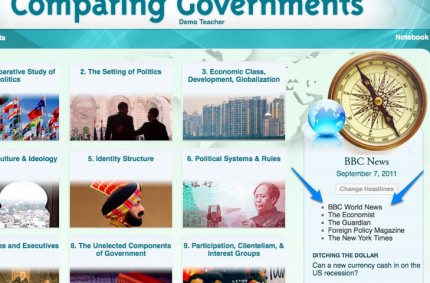 Comparing Governments
Demo Teacher
Notebook
parative Study of
olitics
2. The Setting of Politics
3. Economic Class,
Development, Globalization
ulture & Ideology
5. Identity Structure
6. Political Systems & Rules
es and Executives
8. The Unelected Components
of Government
9. Participation, Clientelism, &
Interest Groups
BBC News
September 7, 2011
Change Headlines
BBC World News
The Economist
The Guardian
Foreign Policy Magazine
The New York Times
DITCHING THE DOLLAR
Can a new currency cash in on the
US recession?